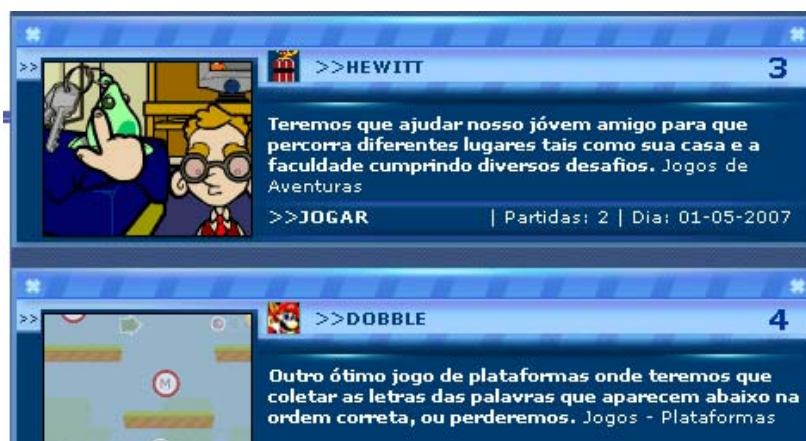 >>
>>HEWITT
3
Teremos que ajudar nosso jóvem amigo para que
percorra diferentes lugares tais como sua casa e a
faculdade cumprindo diversos desafios. Jogos de
Aventuras
>>JOGAR | Partidas: 2 | Dia: 01-05-2007
>>
>>DOBBLE
4
M
Outro ótimo jogo de plataformas onde teremos que
coletar as letras das palavras que aparecem abaixo na
ordem correta, ou perderemos. Jogos - Plataformas